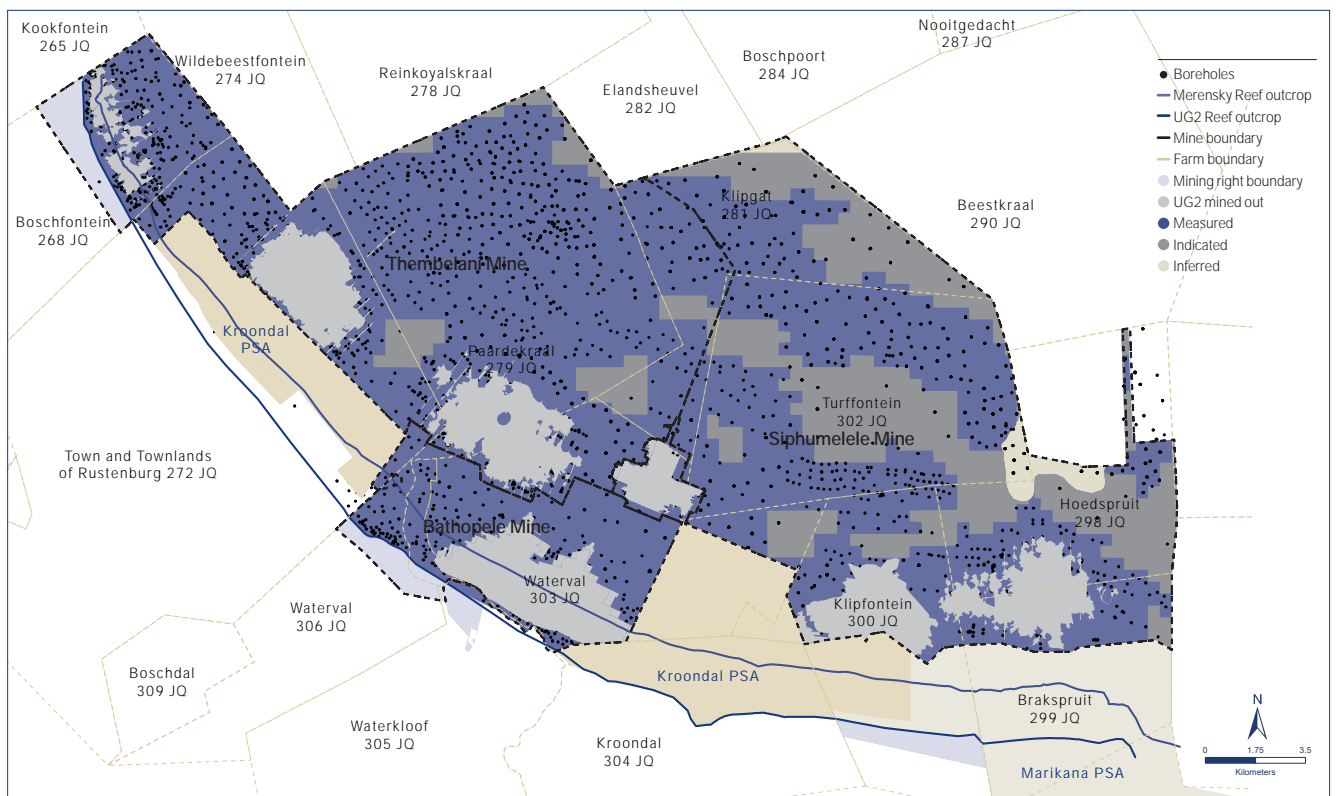 Kookfontein
265 JQ
Wildebeestfontein
274 JQ
Reinkoyalskraal
278 JQ
Elandsheuvel
282 JQ
Boschpoort
284 JQ
Nooitgedacht
287 JQ
Boreholes
Merensky Reef outcrop
UG2 Reef outcrop
Mine boundary
Farm boundary
Mining right boundary
UG2 mined out
Measured
Indicated
Inferred
Boschfontein
268 JQ
Klipgat
281 JQ
Beestkraal
290 JQ
Thembelani Mine
Kroondal
PSA
Paardekraal
279 JQ
Turffontein
302 JQ
Siphumelele Mine
Town and Townlands
of Rustenburg 272 JQ
Hoedspruit
298 JQ
Bathopele Mine
Waterval
303 JQ
Klipfontein
300 JQ
Waterval
306 JQ
Boschdal
309 JQ
Kroondal PSA
Brakspruit
299 JQ
Waterkloof
305 JQ
Kroondal
304 JQ
Marikana PSA
N
0 1.75 3.5
Kilometers